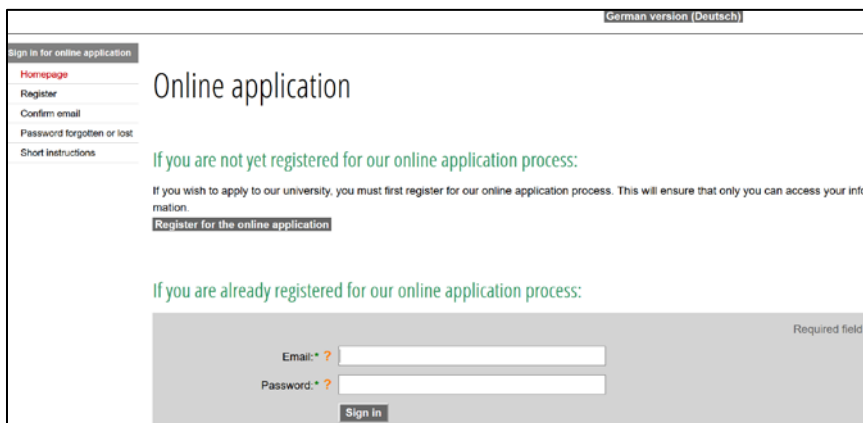 German version (Deutsch)
Sign in for online application
Homepage
Register
Confirm email
Password forgotten or lost
Short instructions
Online application
If you are not yet registered for our online application process:
If you wish to apply to our university, you must first register for our online application process. This will ensure that only you can access your infor
mation.
Register for the online application
If you are already registered for our online application process:
Required field
Email:* ?
Password:* ?
Sign in